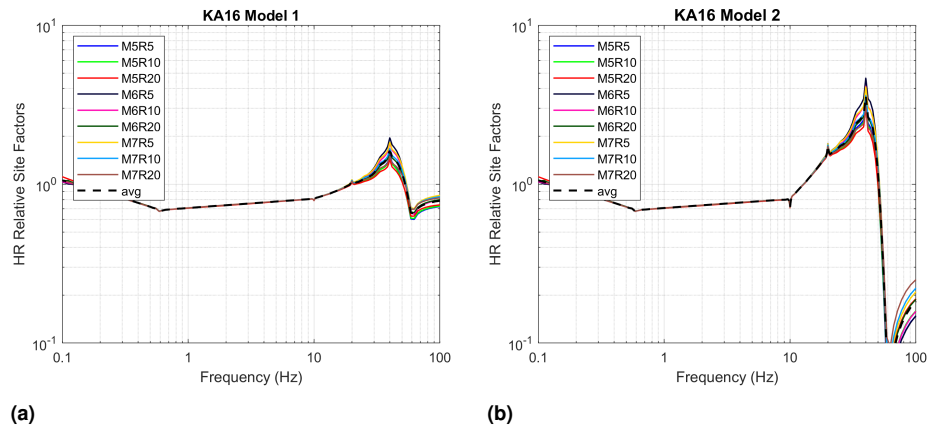 KA16 Model 1
10^1
10^0
10^-1
HR Relative Site Factors
M5R5
M5R10
M5R20
M6R5
M6R10
M6R20
M7R5
M7R10
M7R20
avg
0.1
1
10
100
Frequency (Hz)
(a)
KA16 Model 2
10^1
10^0
10^-1
HR Relative Site Factors
M5R5
M5R10
M5R20
M6R5
M6R10
M6R20
M7R5
M7R10
M7R20
avg
0.1
1
10
100
Frequency (Hz)
(b)